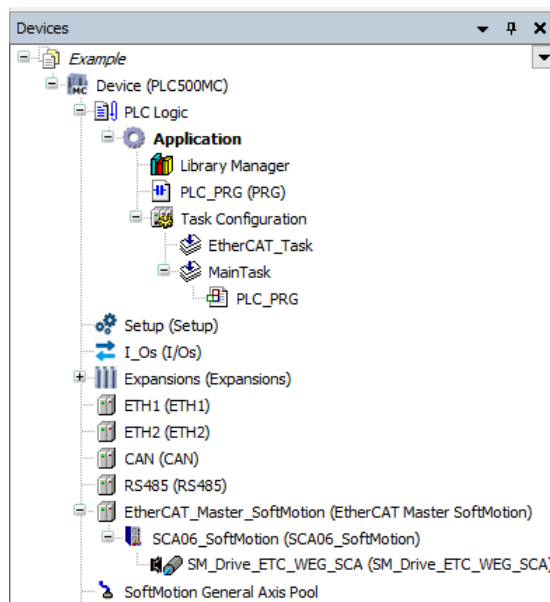 Devices
Example
Device (PLC500MC)
PLC Logic
Application
Library Manager
PLC_PRG (PRG)
Task Configuration
EtherCAT_Task
MainTask
PLC_PRG
Setup (Setup)
I_Os (I/Os)
Expansions (Expansions)
ETH1 (ETH1)
ETH2 (ETH2)
CAN (CAN)
RS485 (RS485)
EtherCAT_Master_SoftMotion (EtherCAT Master SoftMotion)
SCA06_SoftMotion (SCA06_SoftMotion)
SM_Drive_ETC_WEG_SCA (SM_Drive_ETC_WEG_SCA)
SoftMotion General Axis Pool